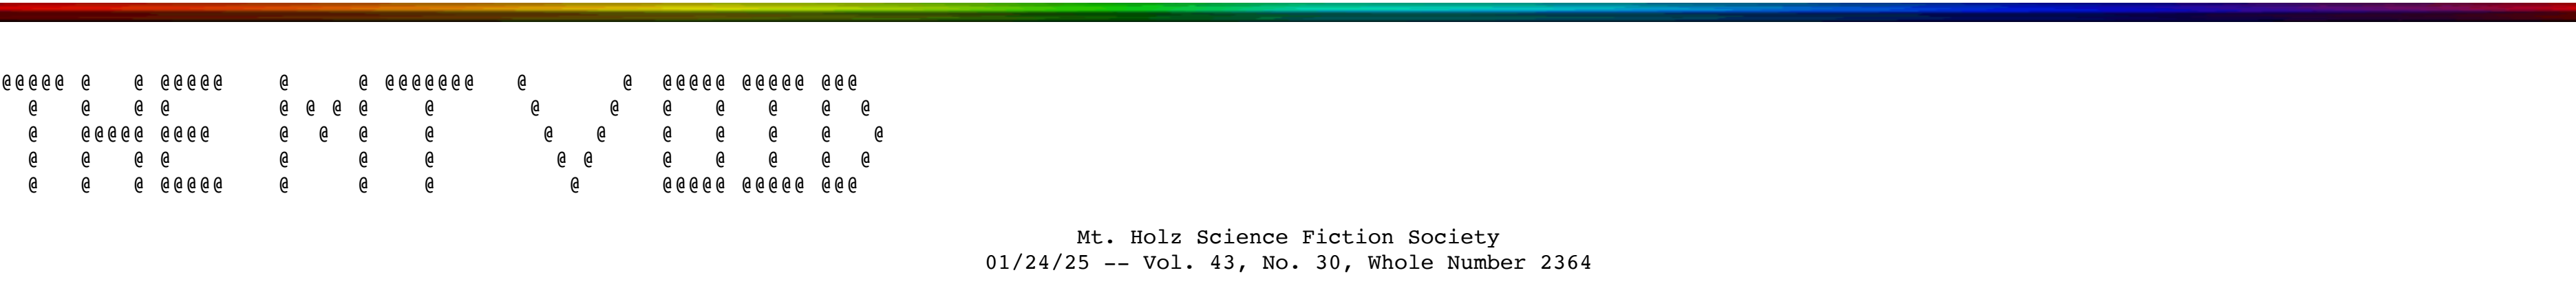 THE MT VOID
Mt. Holz Science Fiction Society
01/24/25 -- Vol. 43, No. 30, Whole Number 2364